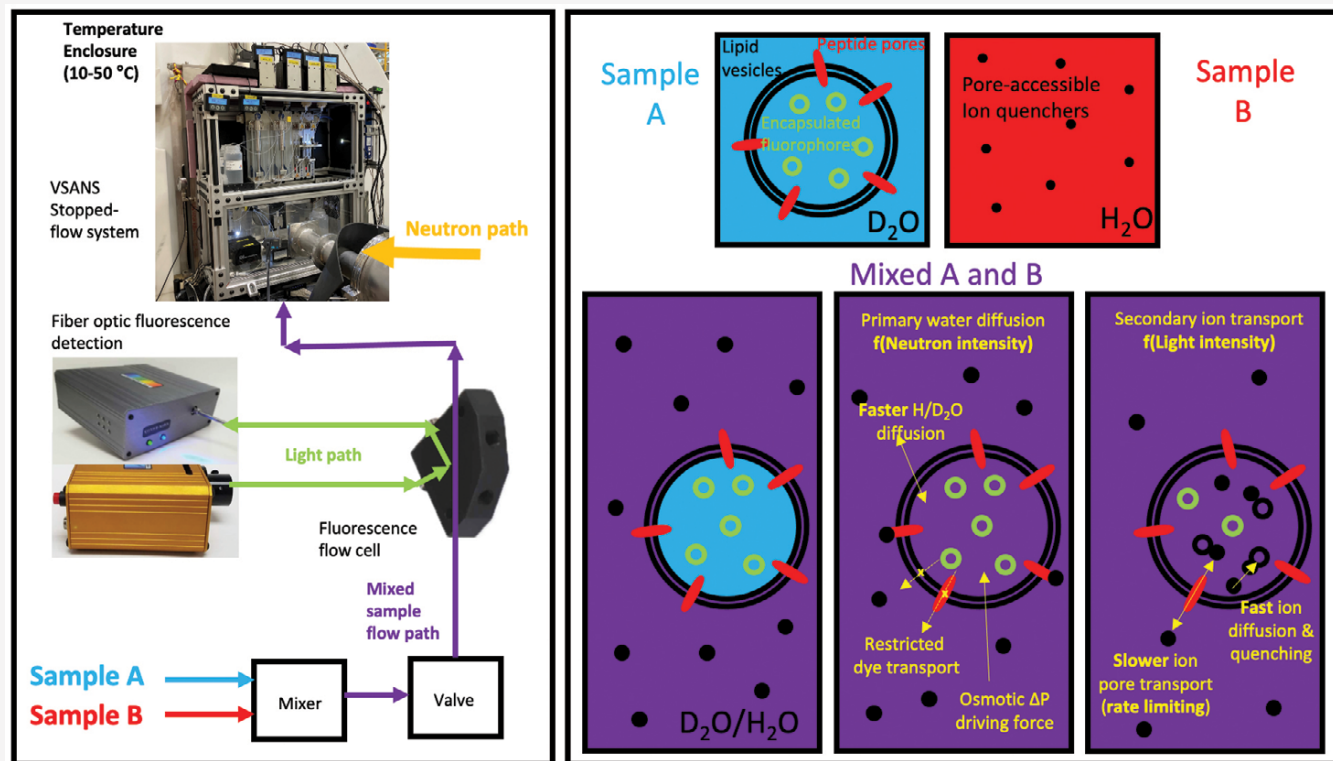 Temperature
Enclosure
(10-50 °C)
VSANS
Stopped-
flow system
Neutron path
Fiber optic fluorescence
detection
Light path
Fluorescence
flow cell
Mixed
sample
flow path
Sample A
Sample B
Mixer
Valve
Sample
A
Lipid
vesicles
Peptide pores
Encapsulated
fluorophores
D₂O
Pore-accessible
Ion quenchers
H₂O
Sample
B
Mixed A and B
D₂O/H₂O
Primary water diffusion
f(Neutron intensity)
Faster H/D₂O
diffusion
x
x
Restricted
dye transport
Osmotic ΔP
driving force
Secondary ion transport
f(Light intensity)
Fast ion
diffusion &
quenching
Slower ion
pore transport
(rate limiting)